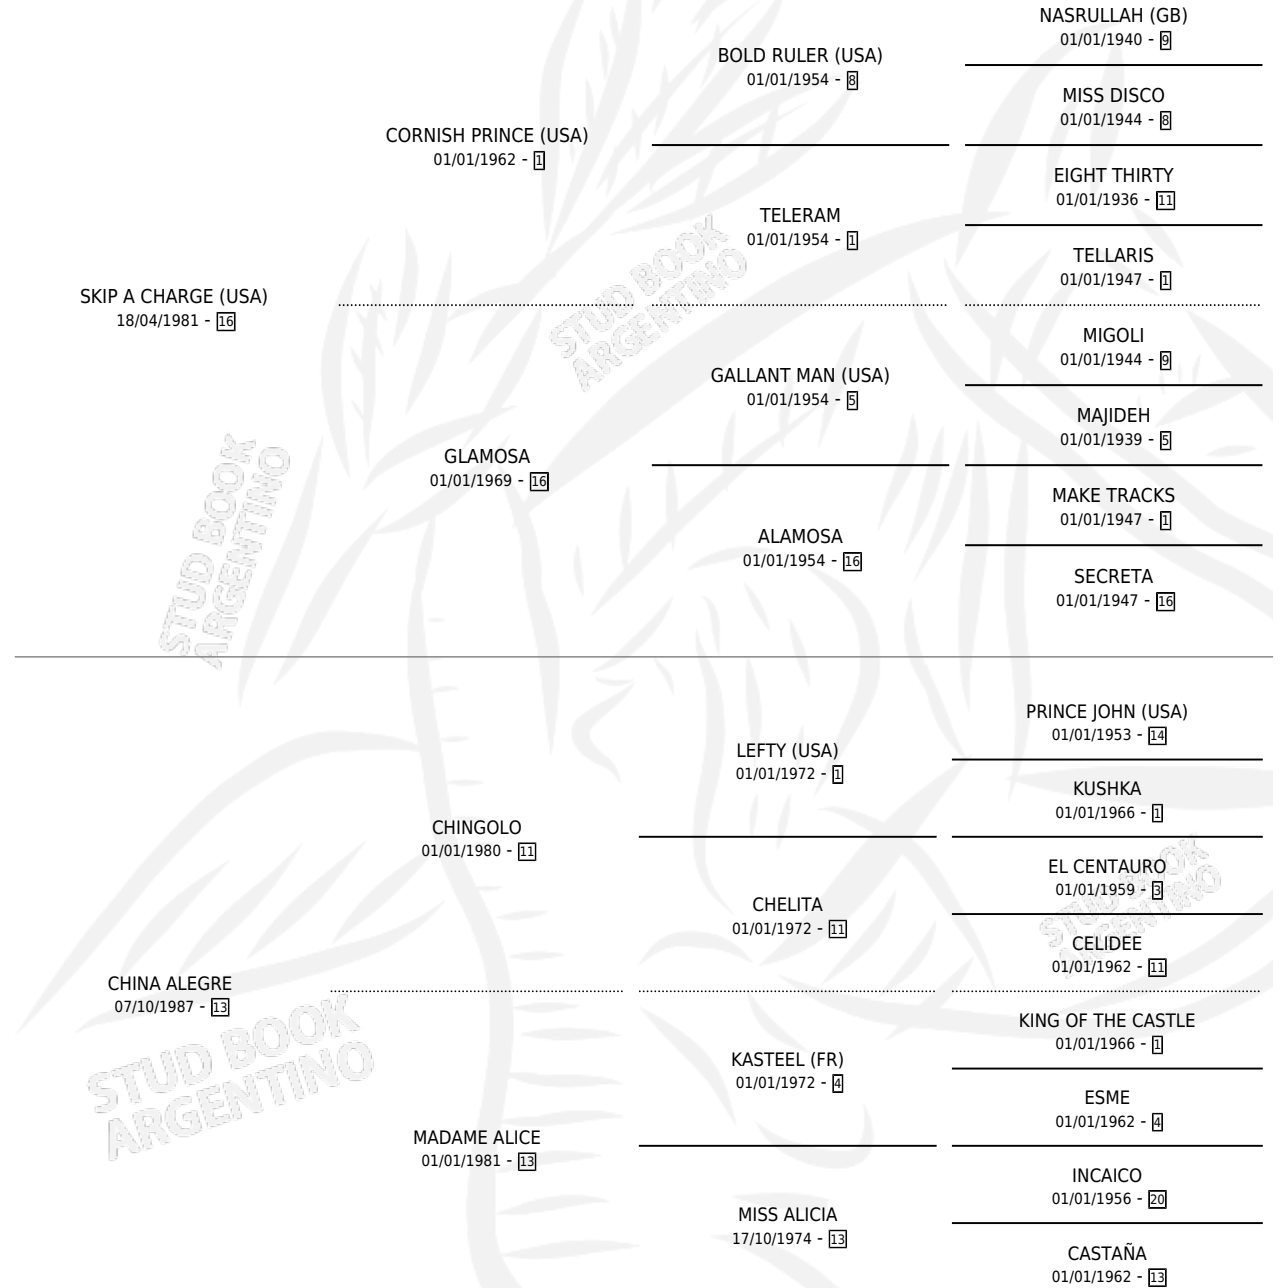 NASRULLAH (GB)
01/01/1940 - 9
BOLD RULER (USA)
01/01/1954 - 8
MISS DISCO
01/01/1944 - 8
CORNISH PRINCE (USA)
01/01/1962 - 1
EIGHT THIRTY
01/01/1936 - 11
TELERAM
01/01/1954 - 1
TELLARIS
01/01/1947 - 1
SKIP A CHARGE (USA)
18/04/1981 - 16
MIGOLI
01/01/1944 - 9
GALLANT MAN (USA)
01/01/1954 - 5
MAJIDEH
01/01/1939 - 5
GLAMOSA
01/01/1969 - 16
MAKE TRACKS
01/01/1947 - 1
ALAMOSA
01/01/1954 - 16
SECRETA
01/01/1947 - 16
PRINCE JOHN (USA)
01/01/1953 - 14
LEFTY (USA)
01/01/1972 - 1
KUSHKA
01/01/1966 - 1
CHINGOLO
01/01/1980 - 11
EL CENTAURO
01/01/1959 - 3
CHELITA
01/01/1972 - 11
CELIDEE
01/01/1962 - 11
CHINA ALEGRE
07/10/1987 - 13
KING OF THE CASTLE
01/01/1966 - 1
KASTEEL (FR)
01/01/1972 - 4
ESME
01/01/1962 - 4
MADAME ALICE
01/01/1981 - 13
INCAICO
01/01/1956 - 20
MISS ALICIA
17/10/1974 - 13
CASTAÑA
01/01/1962 - 13
STUD BOOK
ARGENTINO
STUD BOOK
ARGENTINO
STUD BOOK
ARGENTINO
STUD BOOK
ARGENTINO